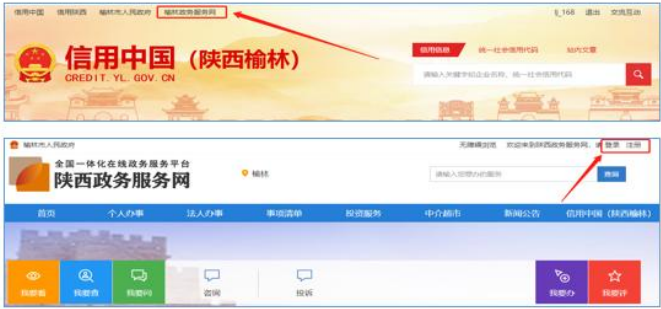 信用中国 信用陕西 榆林市人民政府 榆林政务服务网
_168 退出 交流互动
信用中国（陕西榆林）
CREDIT. YL. GOV. CN
信用信息 统一社会信用代码 站内文章
请输入关键字如企业名称、统一社会信用代码
榆林市人民政府
无障碍浏览 欢迎来到陕西政务服务网，请 登录 注册
全国一体化在线政务服务平台
陕西政务服务网
榆林
请输入您想办的服务
查询
首页 个人办事 法人办事 事项清单 投资服务 中介超市 新闻公告 信用中国（陕西榆林）
我要看 我要查 我要问 咨询 投诉 我要办 我要评